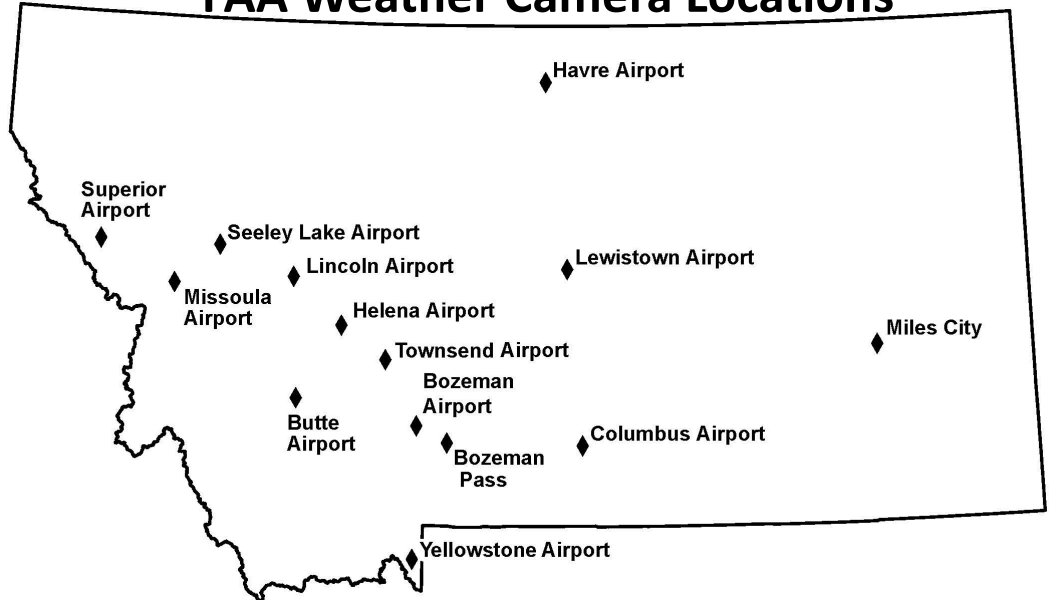 FAA Weather Camera Locations
Havre Airport
Superior
Airport
Seeley Lake Airport
Lincoln Airport
Lewistown Airport
Missoula
Airport
Helena Airport
Miles City
Townsend Airport
Bozeman
Airport
Butte
Airport
Columbus Airport
Bozeman
Pass
Yellowstone Airport